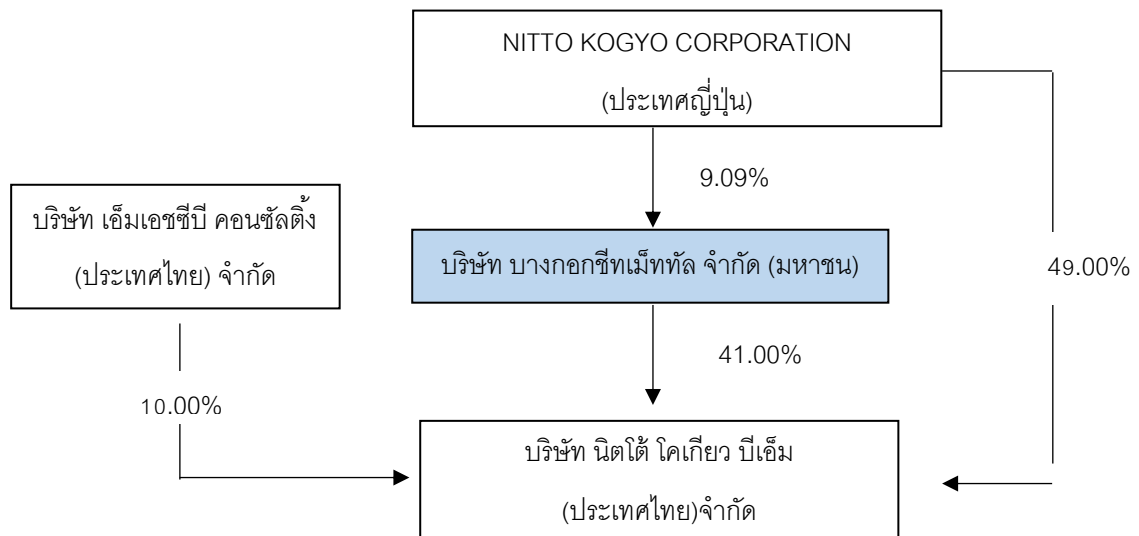 NITTO KOGYO CORPORATION
(ประเทศญี่ปุ่น)
9.09%
บริษัท เอ็มเอชซีบี คอนซัลติ้ง
(ประเทศไทย) จำกัด
บริษัท บางกอกชีทเม็ททัล จำกัด (มหาชน)
49.00%
41.00%
10.00%
บริษัท นิตโต้ โคเกียว บีเอ็ม
(ประเทศไทย)จำกัด